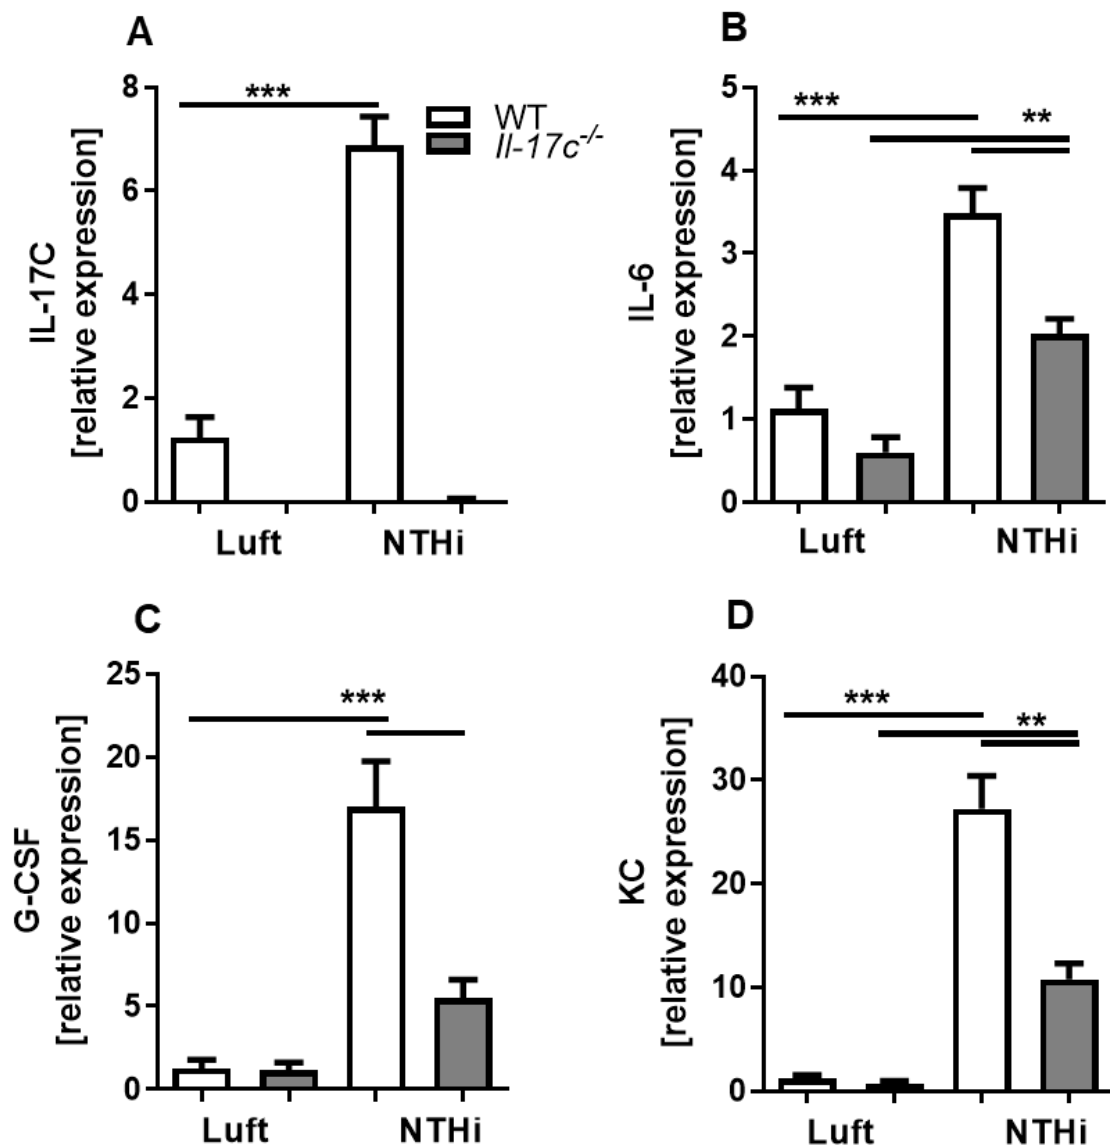 A
IL-17C
[relative expression]
8
6
4
2
0
***
WT
Il-17c-/-
Luft NTHi
B
IL-6
[relative expression]
5
4
3
2
1
0
***
**
Luft NTHi
C
G-CSF
[relative expression]
25
20
15
10
5
0
***
Luft NTHi
D
KC
[relative expression]
40
30
20
10
0
***
**
Luft NTHi